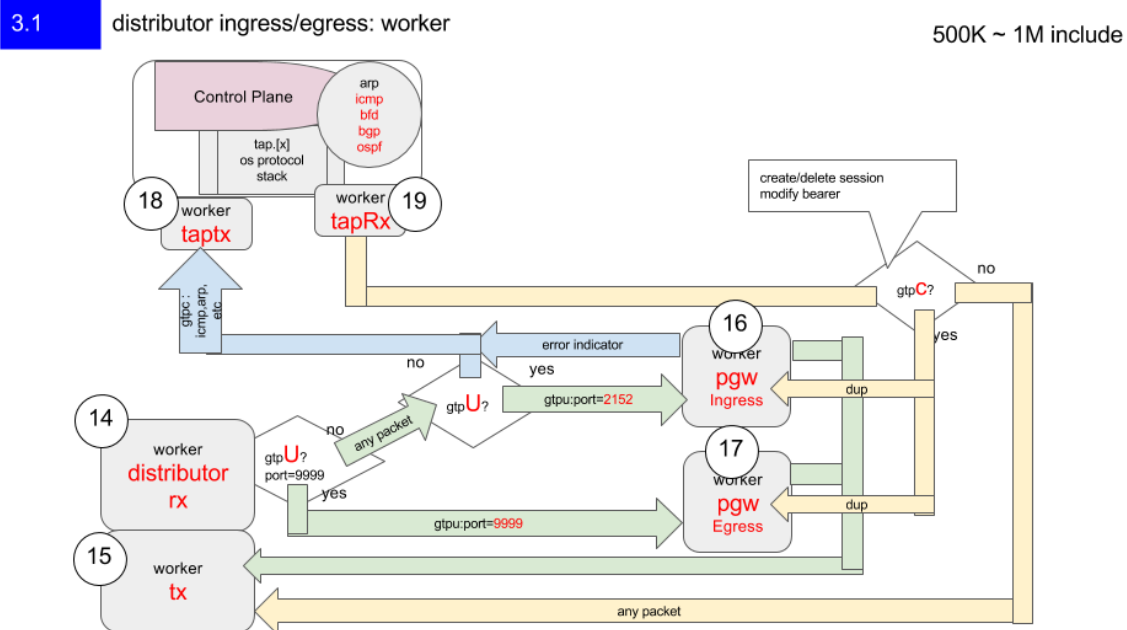 3.1
distributor ingress/egress: worker
500K ~ 1M include
Control Plane
arp
icmp
bfd
bgp
ospf
tap.[x]
os protocol
stack
18
worker
taptx
worker
tapRx
19
create/delete session
modify bearer
gtpC?
no
yes
gtpc :
icmp,arp,
etc
error indicator
16
worker
pgw
Ingress
no
yes
gtpU?
gtpu:port=2152
dup
14
worker
distributor
rx
no
any packet
gtpU?
port=9999
yes
gtpu:port=9999
17
worker
pgw
Egress
dup
15
worker
tx
any packet